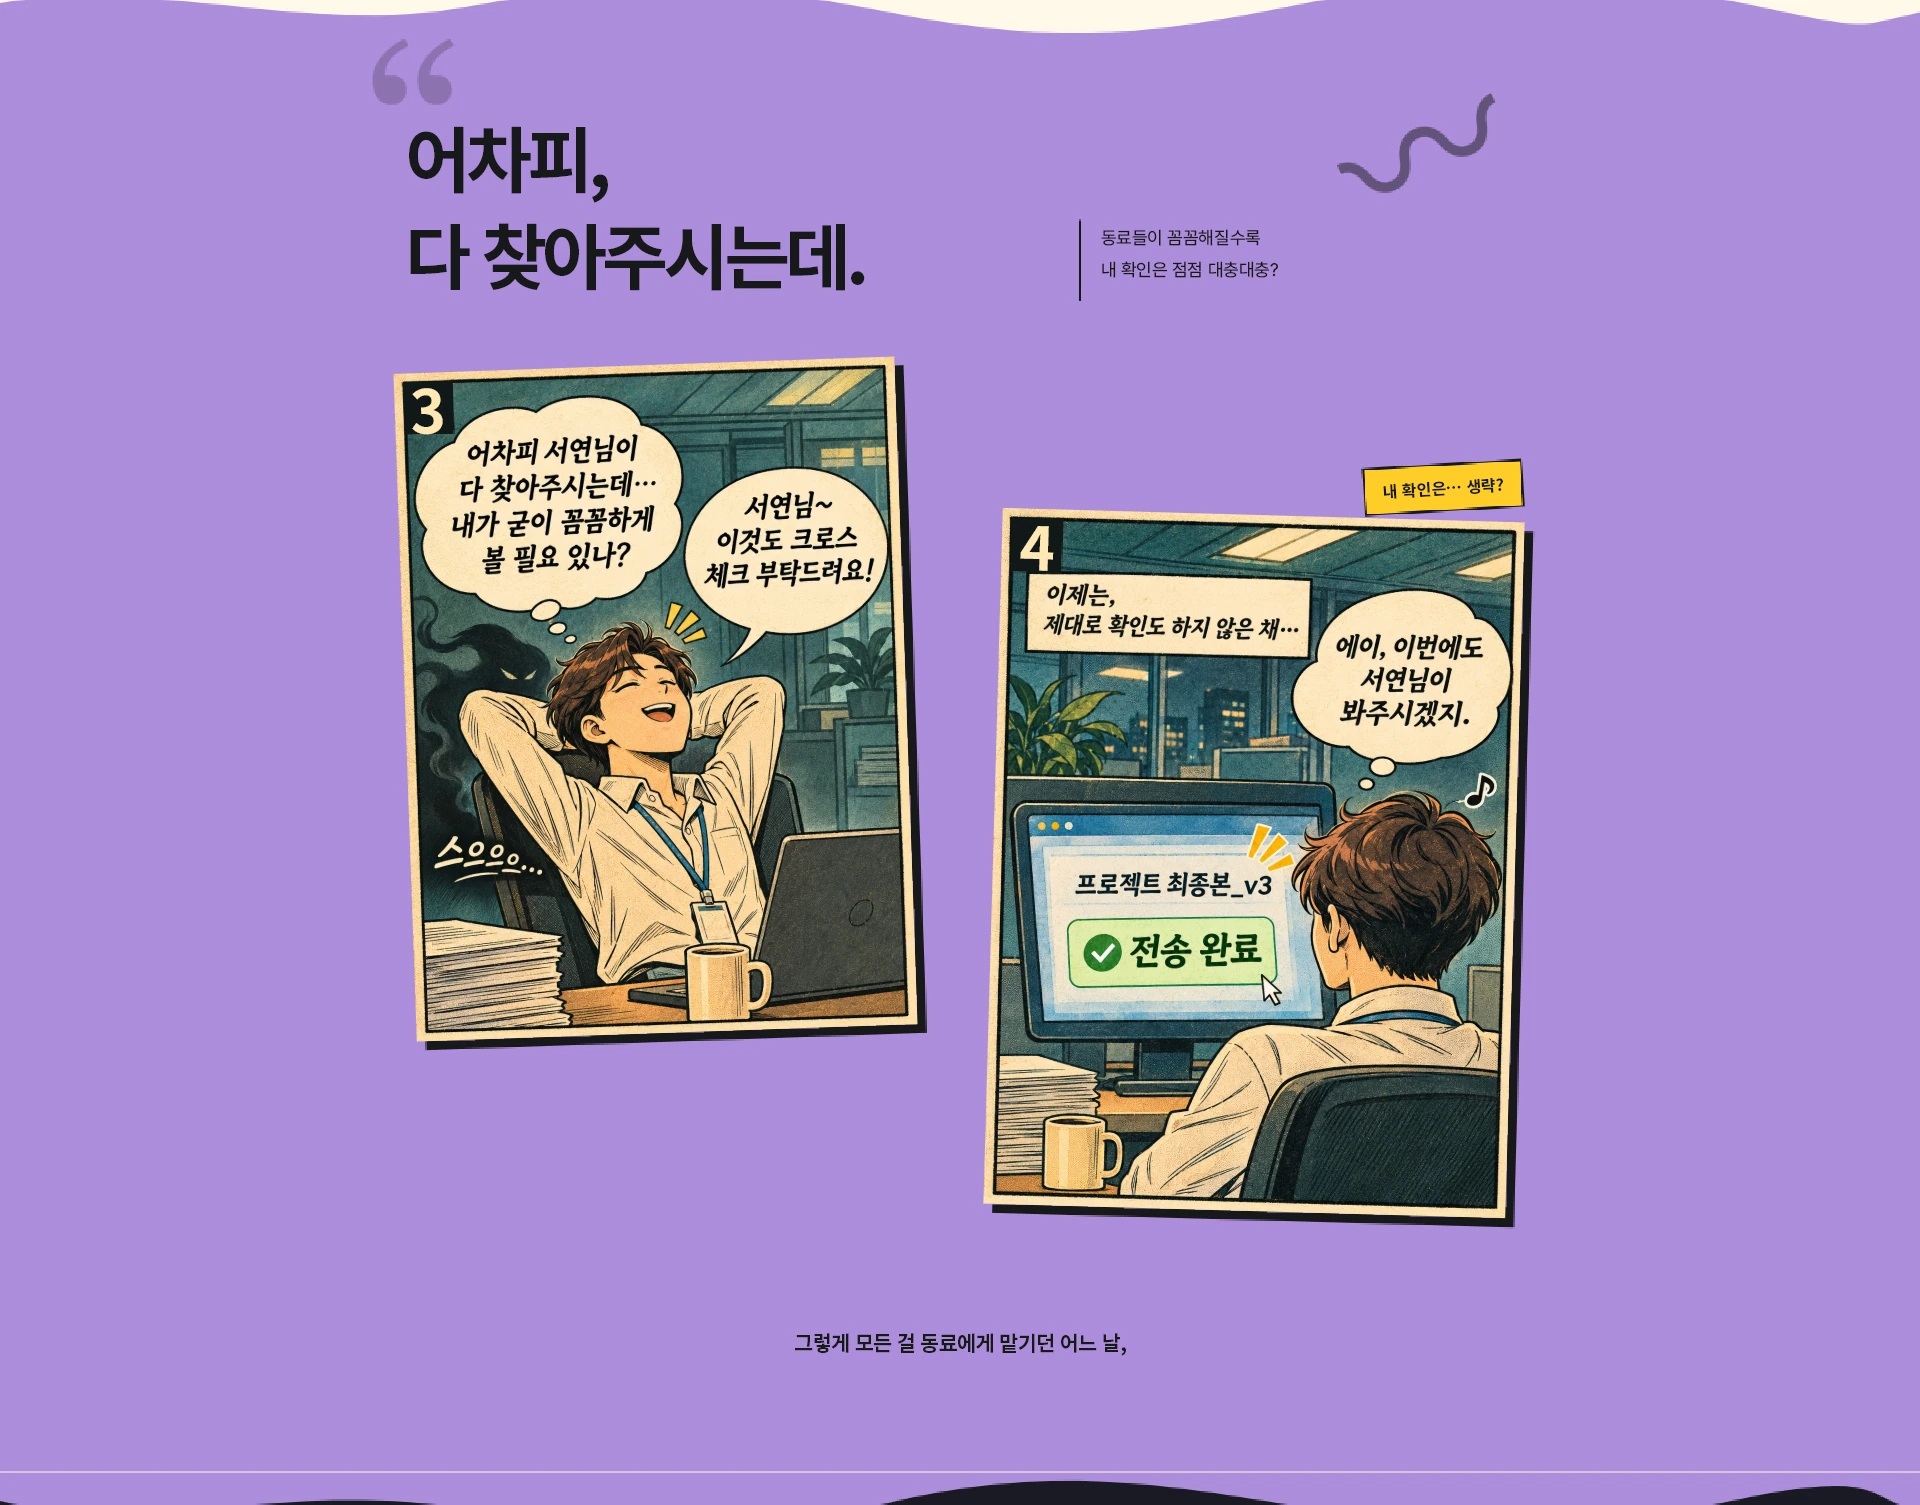 어차피,
다 찾아주시는데.
동료들이 꼼꼼해질수록
내 확인은 점점 대충대충?
3
어차피 서연님이
다 찾아주시는데…
내가 굳이 꼼꼼하게
볼 필요 있나?
서연님~
이것도 크로스
체크 부탁드려요!
스으으으...
내 확인은… 생략?
4
이제는,
제대로 확인도 하지 않은 채…
에이, 이번에도
서연님이
봐주시겠지.
프로젝트 최종본_v3
전송 완료
그렇게 모든 걸 동료에게 맡기던 어느 날,